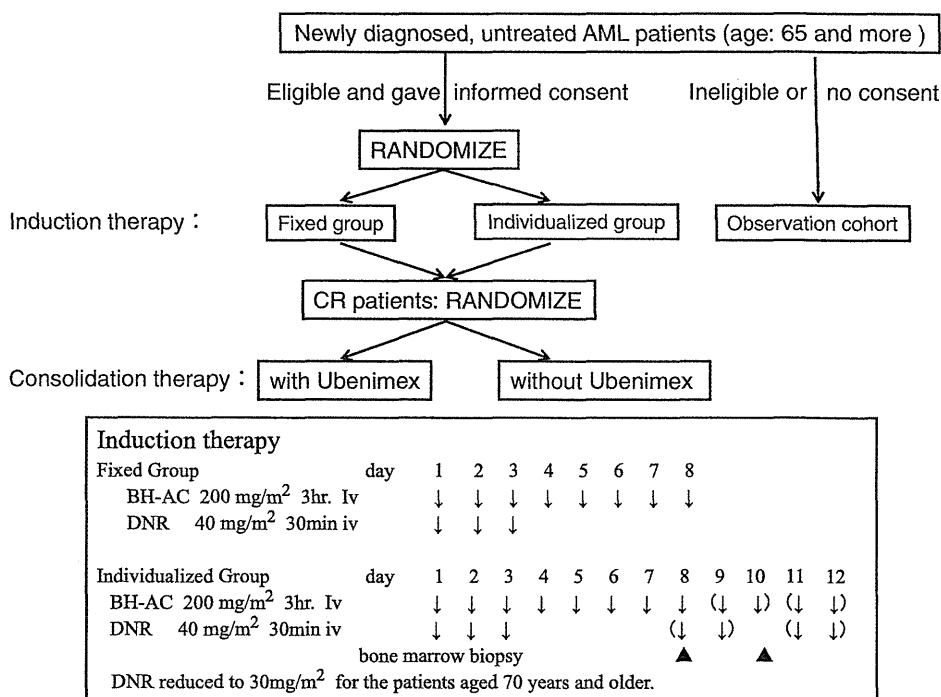 Newly diagnosed, untreated AML patients (age: 65 and more )
Eligible and gave informed consent
Ineligible or no consent
RANDOMIZE
Induction therapy :
Fixed group
Individualized group
Observation cohort
CR patients: RANDOMIZE
Consolidation therapy :
with Ubenimex
without Ubenimex
Induction therapy
Fixed Group day 1 2 3 4 5 6 7 8
BH-AC 200 mg/m² 3hr. Iv ↓ ↓ ↓ ↓ ↓ ↓ ↓ ↓
DNR 40 mg/m² 30min iv ↓ ↓ ↓
Individualized Group day 1 2 3 4 5 6 7 8 9 10 11 12
BH-AC 200 mg/m² 3hr. Iv ↓ ↓ ↓ ↓ ↓ ↓ ↓ ↓ (↓ ↓) (↓ ↓)
DNR 40 mg/m² 30min iv ↓ ↓ ↓ (↓ ↓) (↓ ↓)
bone marrow biopsy ▲ ▲
DNR reduced to 30mg/m² for the patients aged 70 years and older.